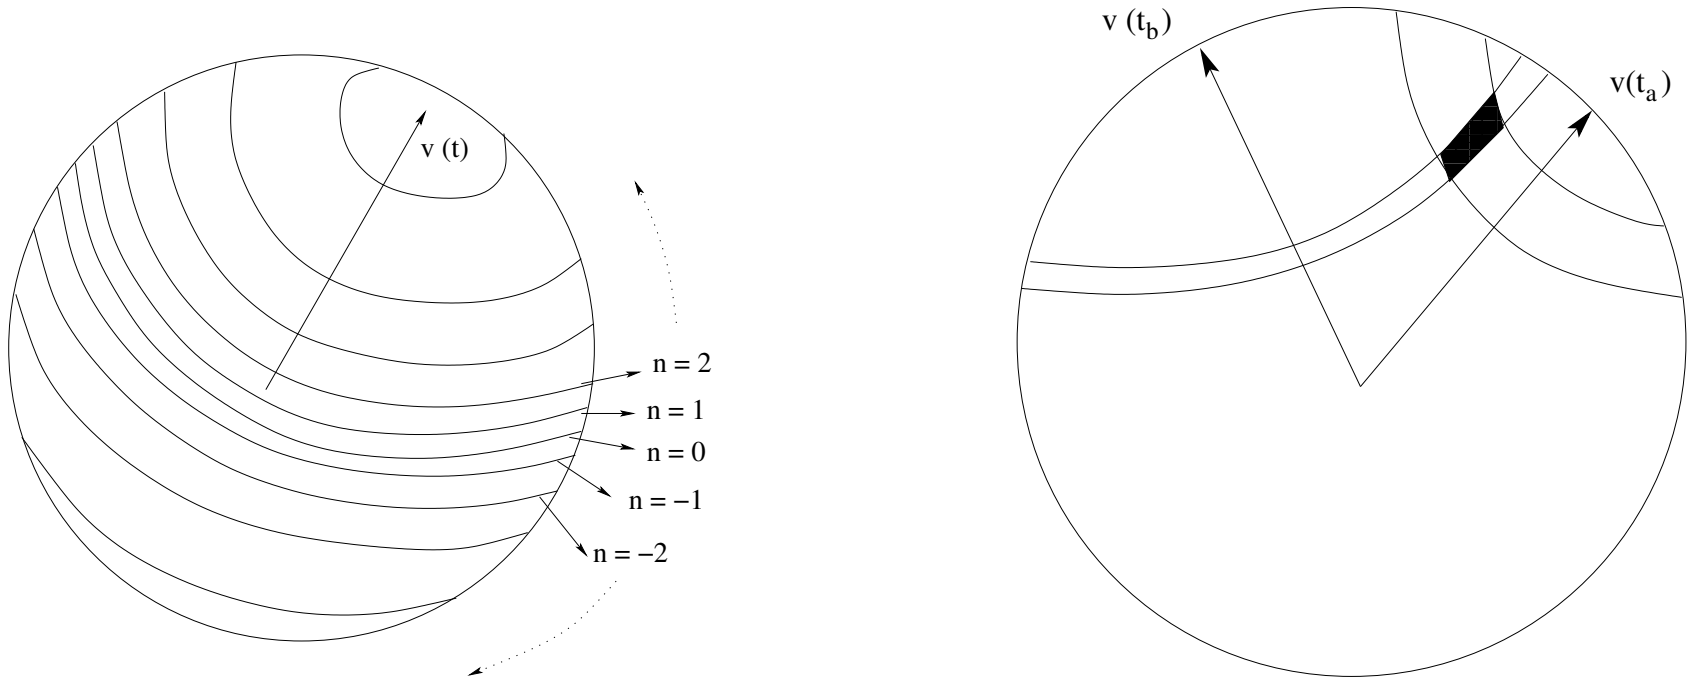 v (t)
n = 2
n = 1
n = 0
n = −1
n = −2
v (t_b)
v(t_a)